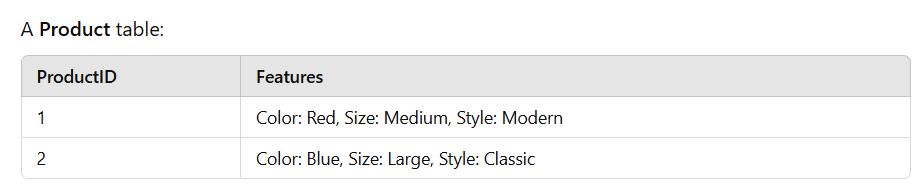 A Product table:
ProductID Features
1 Color: Red, Size: Medium, Style: Modern
2 Color: Blue, Size: Large, Style: Classic